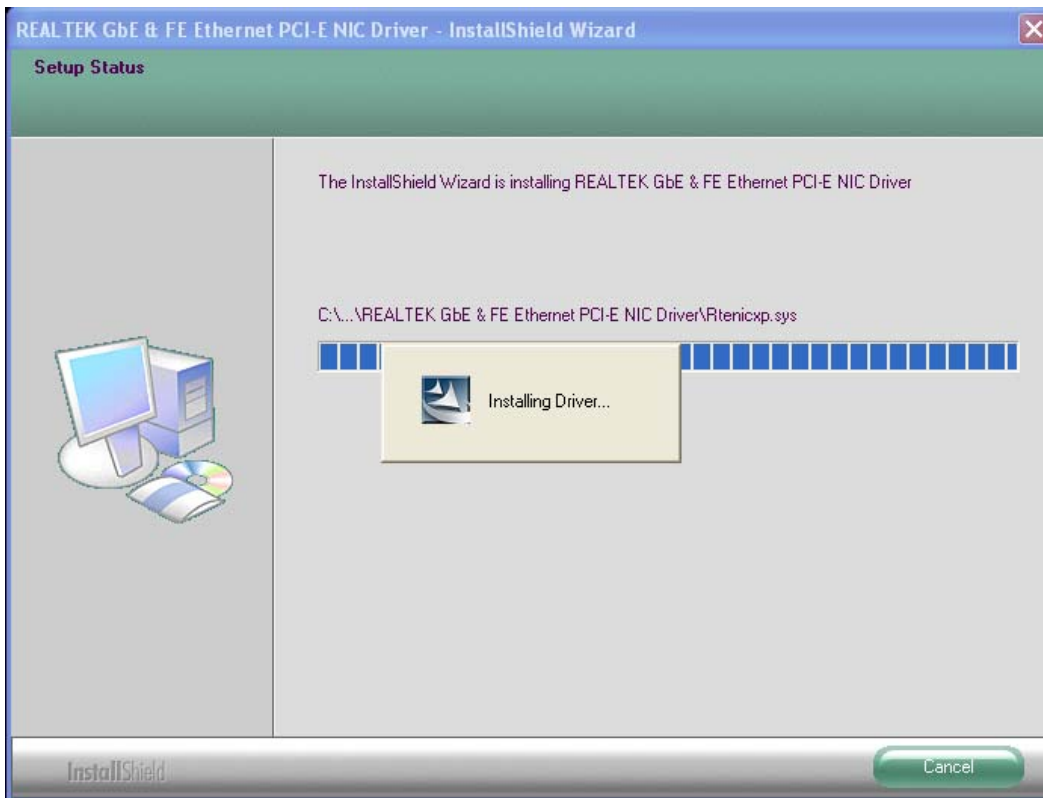 REALTEK GbE & FE Ethernet PCI-E NIC Driver - InstallShield Wizard
Setup Status
The InstallShield Wizard is installing REALTEK GbE & FE Ethernet PCI-E NIC Driver
C:\...\REALTEK GbE & FE Ethernet PCI-E NIC Driver\Rtenicxp.sys
Installing Driver...
InstallShield
Cancel